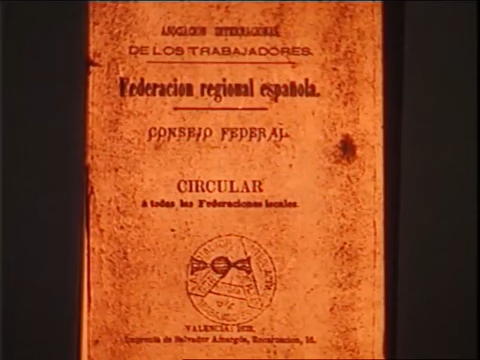 ASOCIACION INTERNACIONAL
DE LOS TRABAJADORES.
Federacion regional española.
CONSEJO FEDERAL
CIRCULAR
á todas las Federaciones locales.
VALENCIA:
Imprenta de Salvador Amargós,